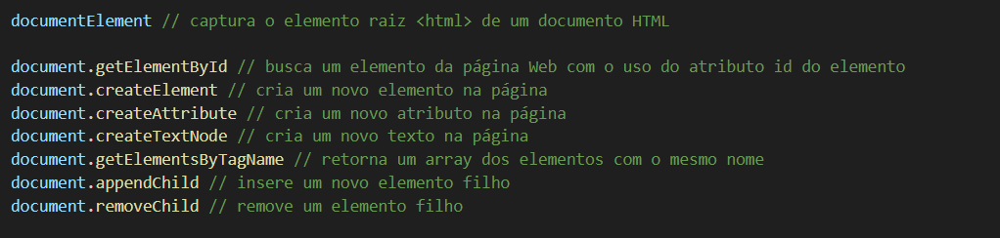 documentElement // captura o elemento raiz <html> de um documento HTML
document.getElementById // busca um elemento da página Web com o uso do atributo id do elemento
document.createElement // cria um novo elemento na página
document.createAttribute // cria um novo atributo na página
document.createTextNode // cria um novo texto na página
document.getElementsByTagName // retorna um array dos elementos com o mesmo nome
document.appendChild // insere um novo elemento filho
document.removeChild // remove um elemento filho